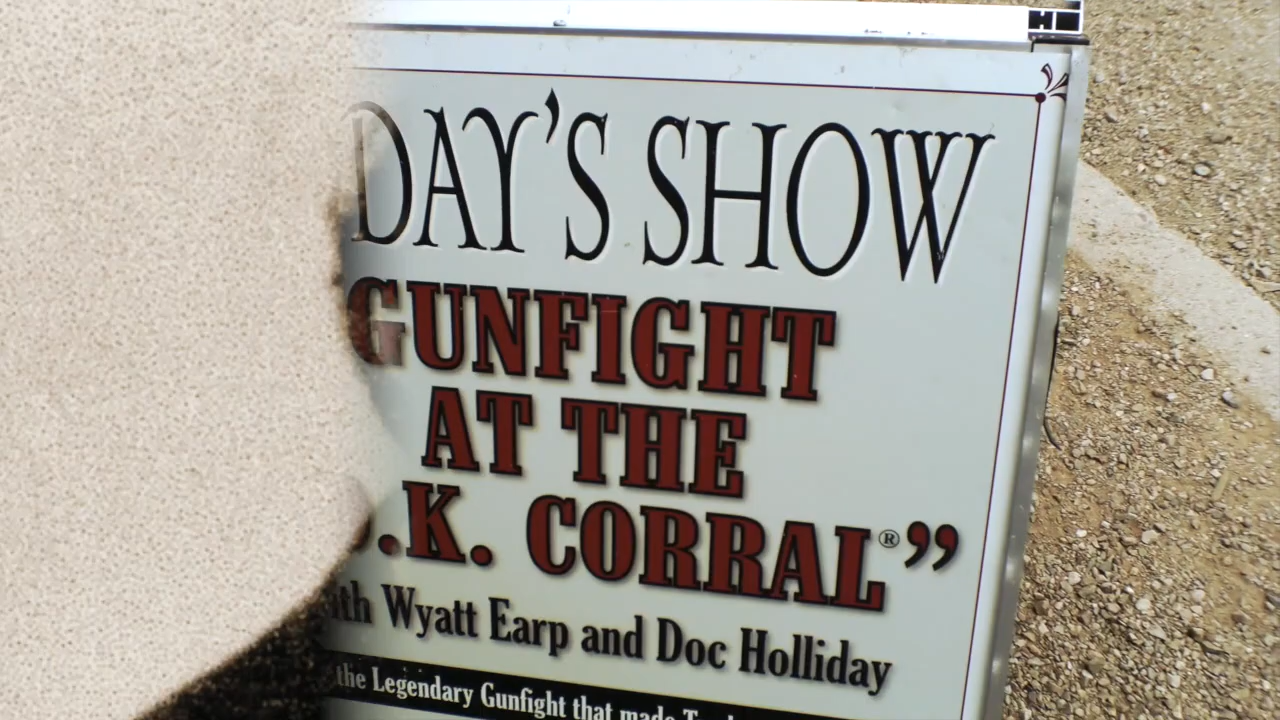 DAY'S SHOW
GUNFIGHT
AT THE
.K. CORRAL®”
Wyatt Earp and Doc Holliday
the Legendary Gunfight that made